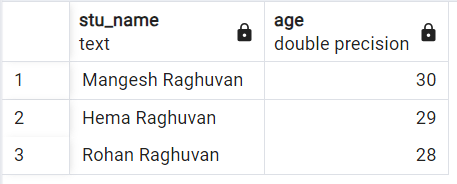 stu_name age
text double precision
1 Mangesh Raghuvan 30
2 Hema Raghuvan 29
3 Rohan Raghuvan 28